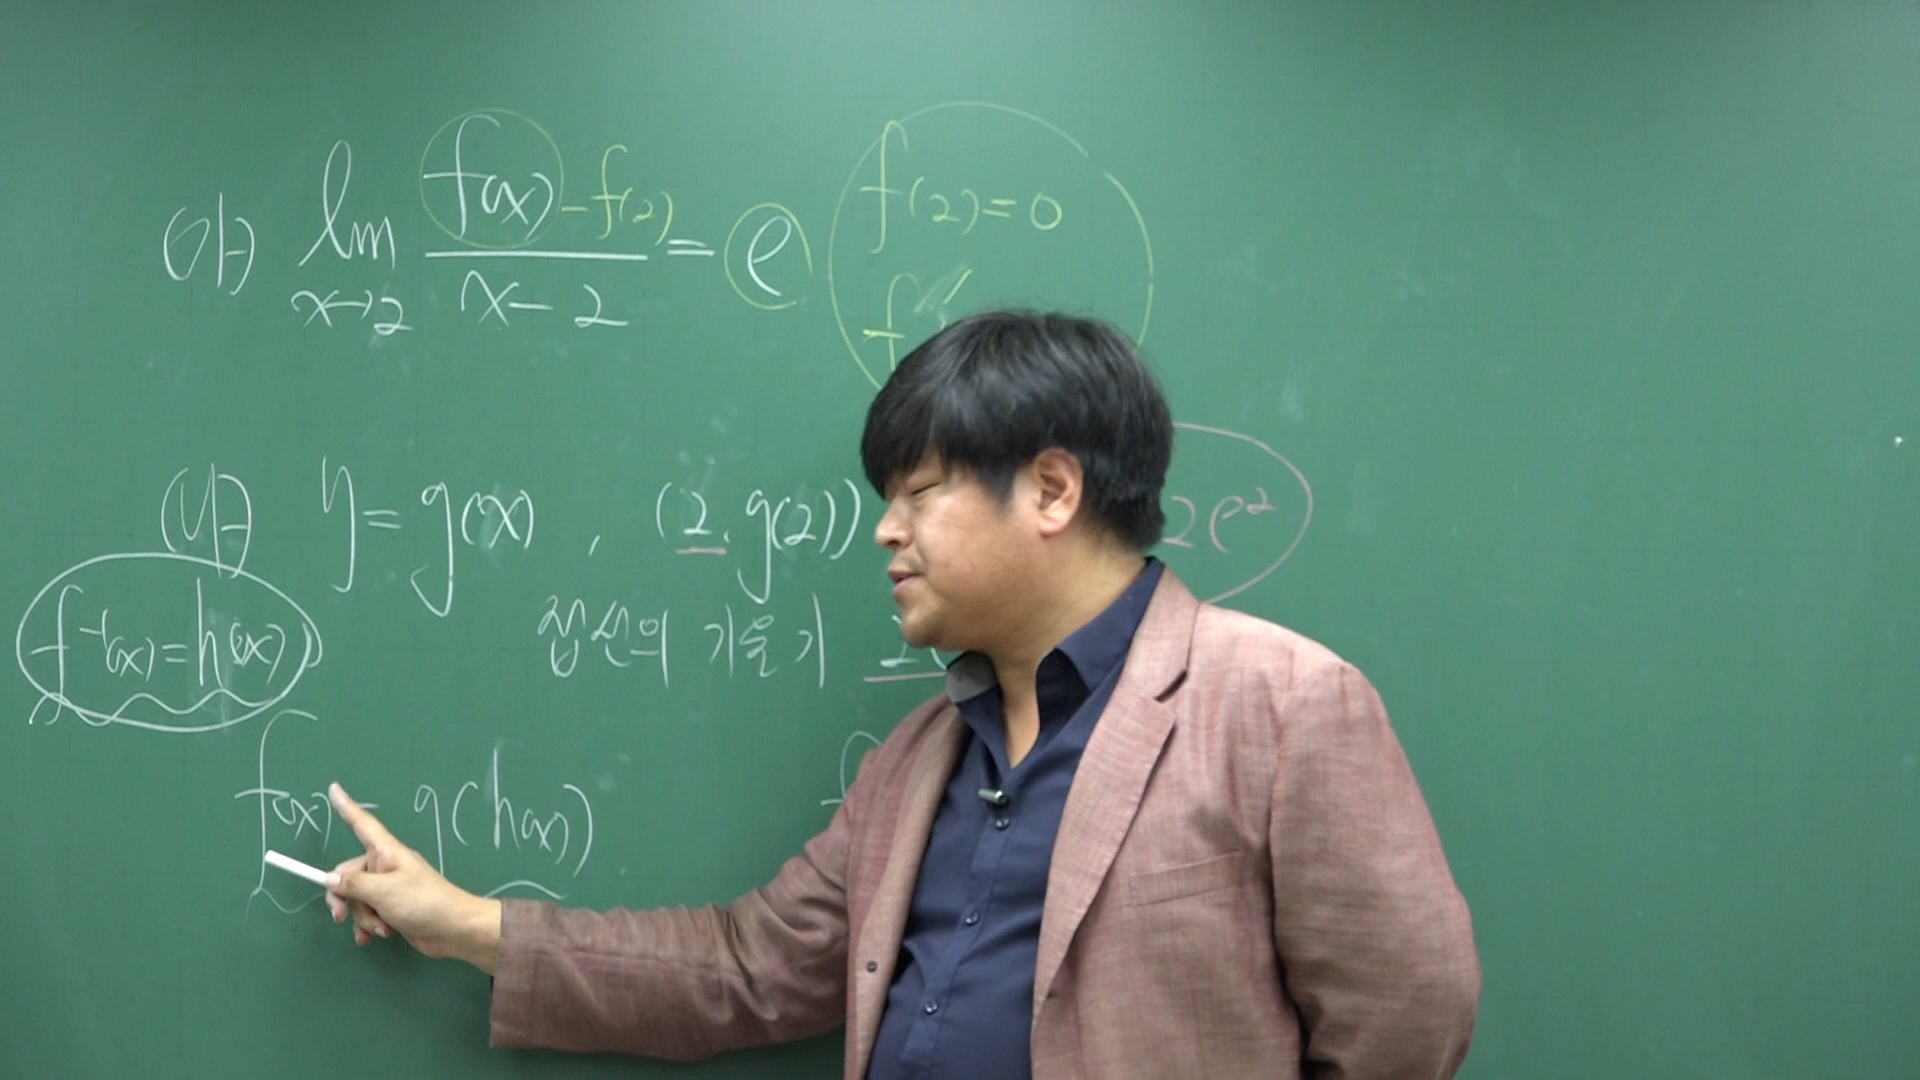 (가) lim x→2 f(x)-f(2) / x-2 = e
f(2)=0
f′
(나) y=g(x) , (2, g(2))
접선의 기울기
2e²
f⁻¹(x)=h(x)
f(x)= g(h(x))